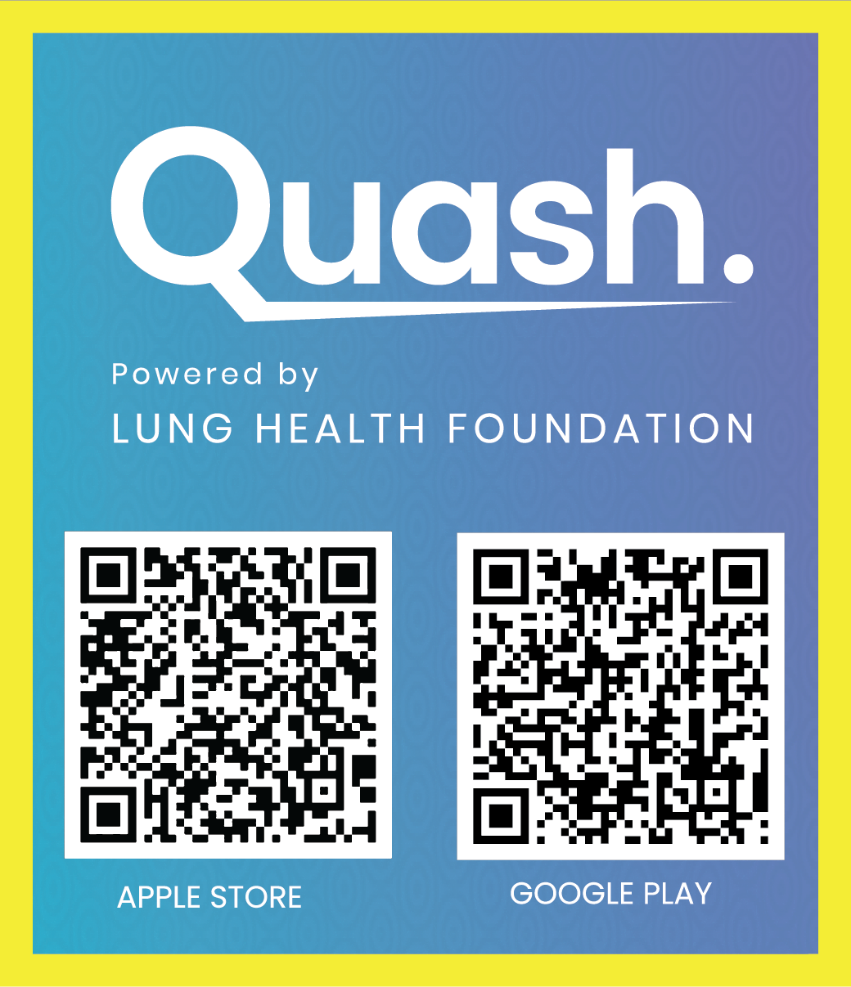 Quash.
Powered by
LUNG HEALTH FOUNDATION
APPLE STORE
GOOGLE PLAY